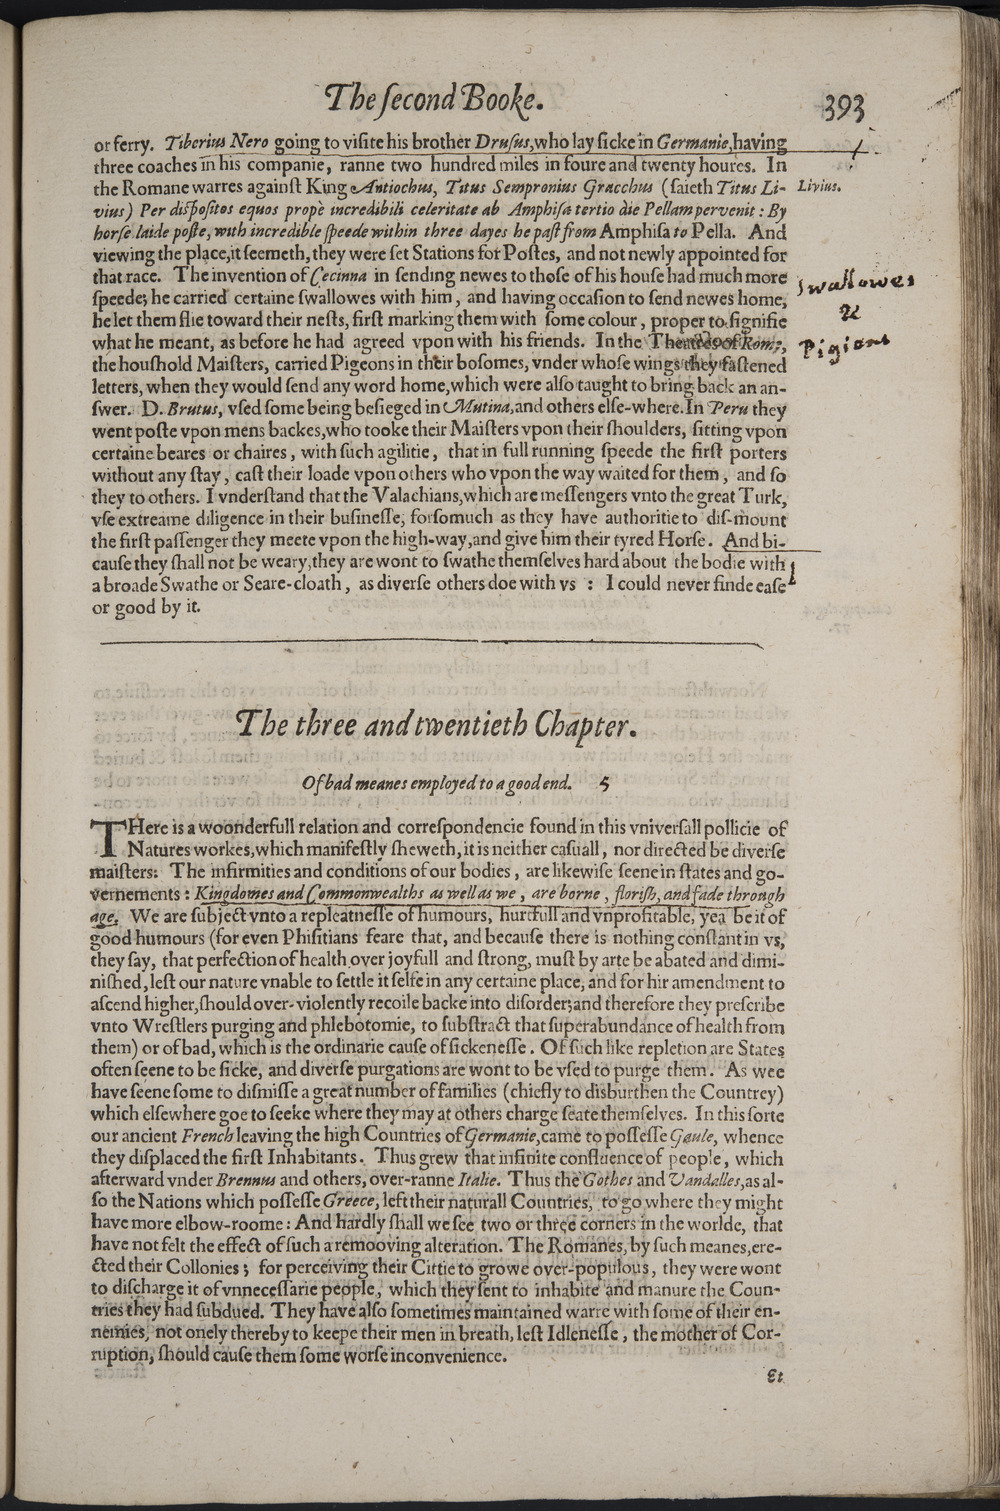 The ſecond Booke.
393
or ferry. Tiberius Nero going to viſite his brother Druſus, who lay ſicke in Germanie, having
three coaches in his companie, ranne two hundred miles in foure and twenty houres. In
the Romane warres againſt King Antiochus, Titus Sempronius Gracchus (ſaieth Titus Li-
Livius.
vius) Per diſpoſitos equos propè incredibili celeritate ab Amphiſa tertio die Pellam pervenit: By
horſe laide poſte, with incredible ſpeede within three dayes he paſt from Amphiſa to Pella. And
viewing the place, it ſeemeth, they were ſet Stations for Poſtes, and not newly appointed for
that race. The invention of Cecinna in ſending newes to thoſe of his houſe had much more
ſpeede; he carried certaine ſwallowes with him, and having occaſion to ſend newes home,
he let them flie toward their neſts, firſt marking them with ſome colour, proper to ſignifie
what he meant, as before he had agreed vpon with his friends. In the Theatre of Rome,
the houſhold Maiſters, carried Pigeons in their boſomes, vnder whoſe wings they faſtened
ſwallowes
&
Pigions
letters, when they would ſend any word home, which were alſo taught to bring back an an-
ſwer. D. Brutus, vſed ſome being beſieged in Mutina, and others elſe-where. In Peru they
went poſte vpon mens backes, who tooke their Maiſters vpon their ſhoulders, ſitting vpon
certaine beares or chaires, with ſuch agilitie, that in full running ſpeede the firſt porters
without any ſtay, caſt their loade vpon others who vpon the way waited for them, and ſo
they to others. I vnderſtand that the Valachians, which are meſſengers vnto the great Turk,
vſe extreame diligence in their buſineſſe, forſomuch as they have authoritie to diſ-mount
the firſt paſſenger they meete vpon the high-way, and give him their tyred Horſe. And bi-
cauſe they ſhall not be weary, they are wont to ſwathe themſelves hard about the bodie with
a broade Swathe or Seare-cloath, as diverſe others doe with vs : I could never finde eaſe
or good by it.
The three and twentieth Chapter.
Of bad meanes employed to a good end. 5
THere is a woonderfull relation and correſpondencie found in this vniverſall pollicie of
Natures workes, which manifeſtly ſheweth, it is neither caſuall, nor directed be diverſe
maiſters: The infirmities and conditions of our bodies, are likewiſe ſeene in ſtates and go-
vernements: Kingdomes and Commonwealths as well as we, are borne, floriſh, and fade through
age. We are ſubject vnto a repleatneſſe of humours, hurtfull and vnprofitable, yea be it of
good humours (for even Phiſitians feare that, and becauſe there is nothing conſtant in vs,
they ſay, that perfection of health over joyfull and ſtrong, muſt by arte be abated and dimi-
niſhed, leſt our nature vnable to ſettle it ſelfe in any certaine place, and for hir amendment to
aſcend higher, ſhould over-violently recoile backe into diſorder; and therefore they preſcribe
vnto Wreſtlers purging and phlebotomie, to ſubſtract that ſuperabundance of health from
them) or of bad, which is the ordinarie cauſe of ſickeneſſe. Of ſuch like repletion are States
often ſeene to be ſicke, and diverſe purgations are wont to be vſed to purge them. As wee
have ſeene ſome to diſmiſſe a great number of families (chiefly to disburthen the Countrey)
which elſewhere goe to ſeeke where they may at others charge ſeate themſelves. In this ſorte
our ancient French leaving the high Countries of Germanie, came to poſſeſſe Gaule, whence
they diſplaced the firſt Inhabitants. Thus grew that infinite confluence of people, which
afterward vnder Brennus and others, over-ranne Italie. Thus the Gothes and Vandalles, as al-
ſo the Nations which poſſeſſe Greece, left their naturall Countries, to go where they might
have more elbow-roome: And hardly ſhall we ſee two or three corners in the worlde, that
have not felt the effect of ſuch a remooving alteration. The Romanes, by ſuch meanes, ere-
cted their Collonies; for perceiving their Cittie to growe over-populous, they were wont
to diſcharge it of vnneceſſarie people, which they ſent to inhabite and manure the Coun-
tries they had ſubdued. They have alſo ſometimes maintained warre with ſome of their en-
nemies, not onely thereby to keepe their men in breath, leſt Idleneſſe, the mother of Cor-
ruption, ſhould cauſe them ſome worſe inconvenience.
Et